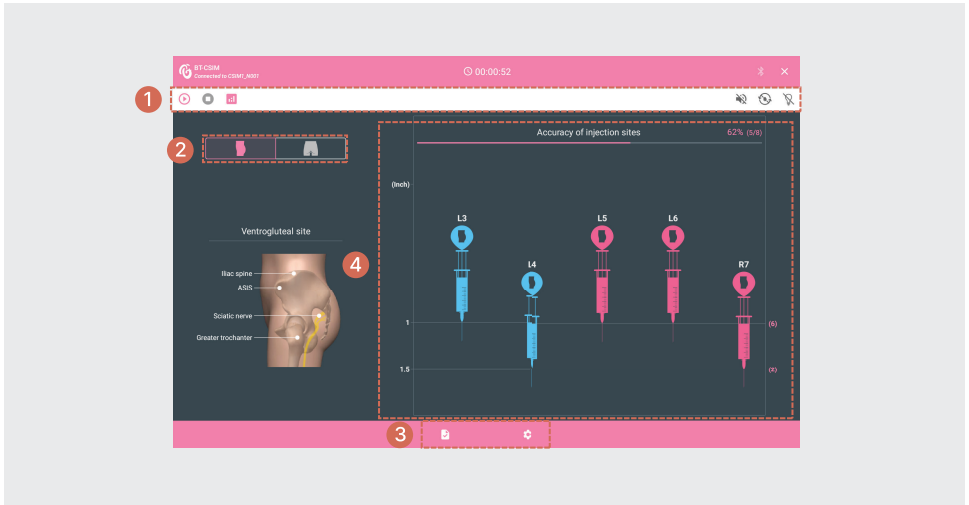 BT-CSIM
Connected to CSIMT_N001
00:00:52
1
2
Accuracy of injection sites
62% (5/8)
(Inch)
L3
L5
L6
Ventrogluteal site
4
L4
R7
Iliac spine
ASIS
Sciatic nerve
1
(6)
Greater trochanter
1.5
3